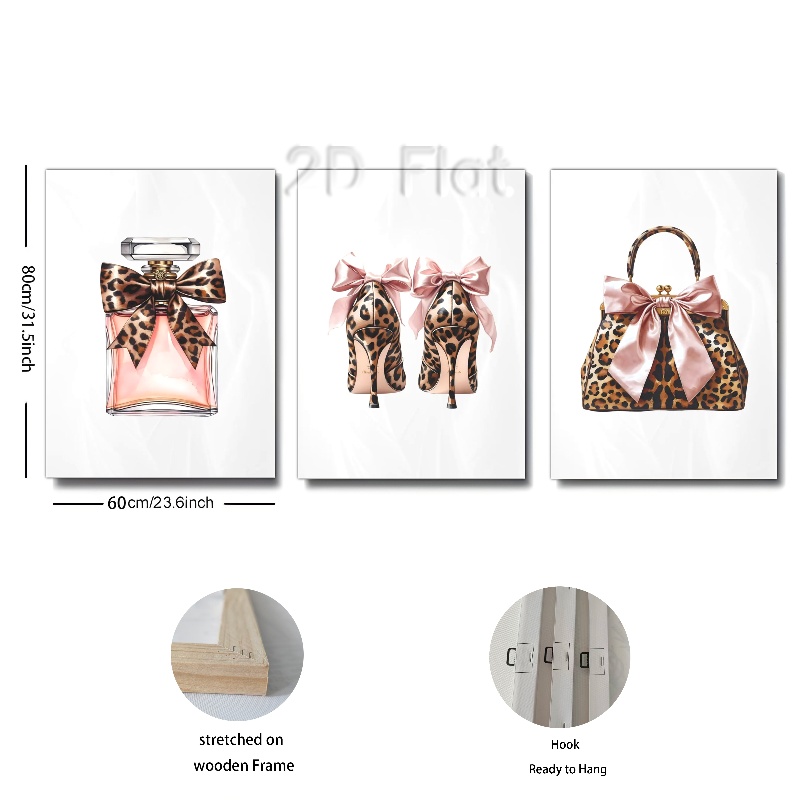 2D Flat
80cm/31.5inch
60cm/23.6inch
stretched on
wooden Frame
Hook
Ready to Hang